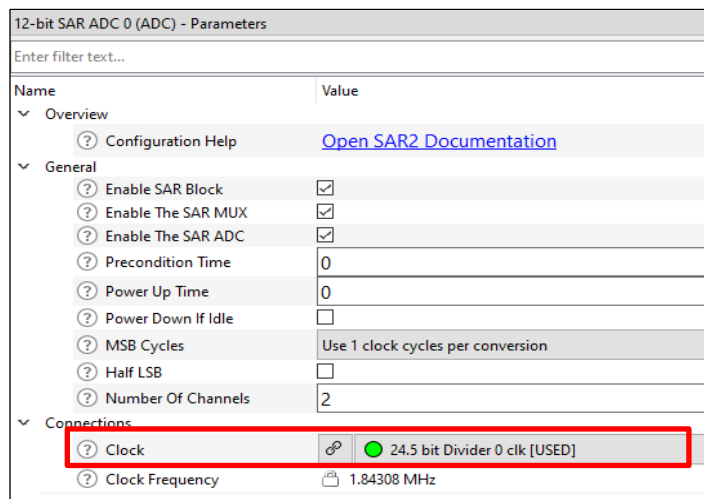 12-bit SAR ADC 0 (ADC) - Parameters
Enter filter text...
Name Value
Overview
? Configuration Help Open SAR2 Documentation
General
? Enable SAR Block
? Enable The SAR MUX
? Enable The SAR ADC
? Precondition Time 0
? Power Up Time 0
? Power Down If Idle
? MSB Cycles Use 1 clock cycles per conversion
? Half LSB
? Number Of Channels 2
Connections
? Clock 24.5 bit Divider 0 clk [USED]
? Clock Frequency 1.84308 MHz